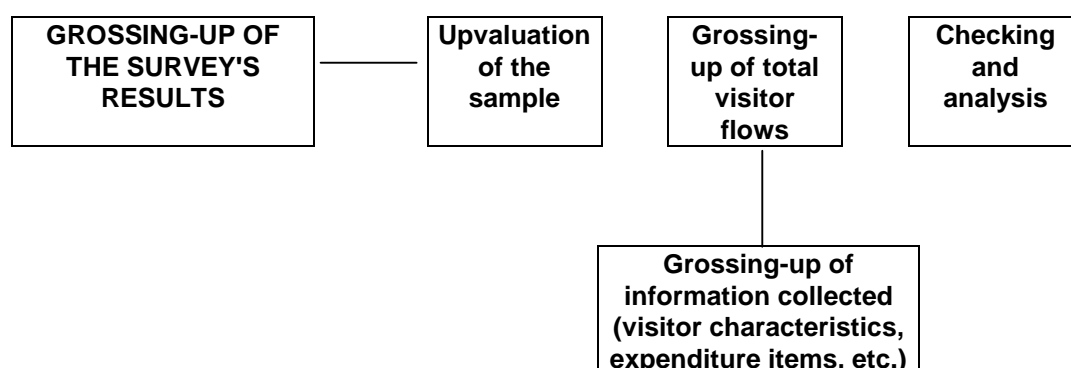 GROSSING-UP OF
THE SURVEY'S
RESULTS
Upvaluation
of the
sample
Grossing-
up of total
visitor
flows
Checking
and
analysis
Grossing-up of
information collected
(visitor characteristics,
expenditure items, etc.)